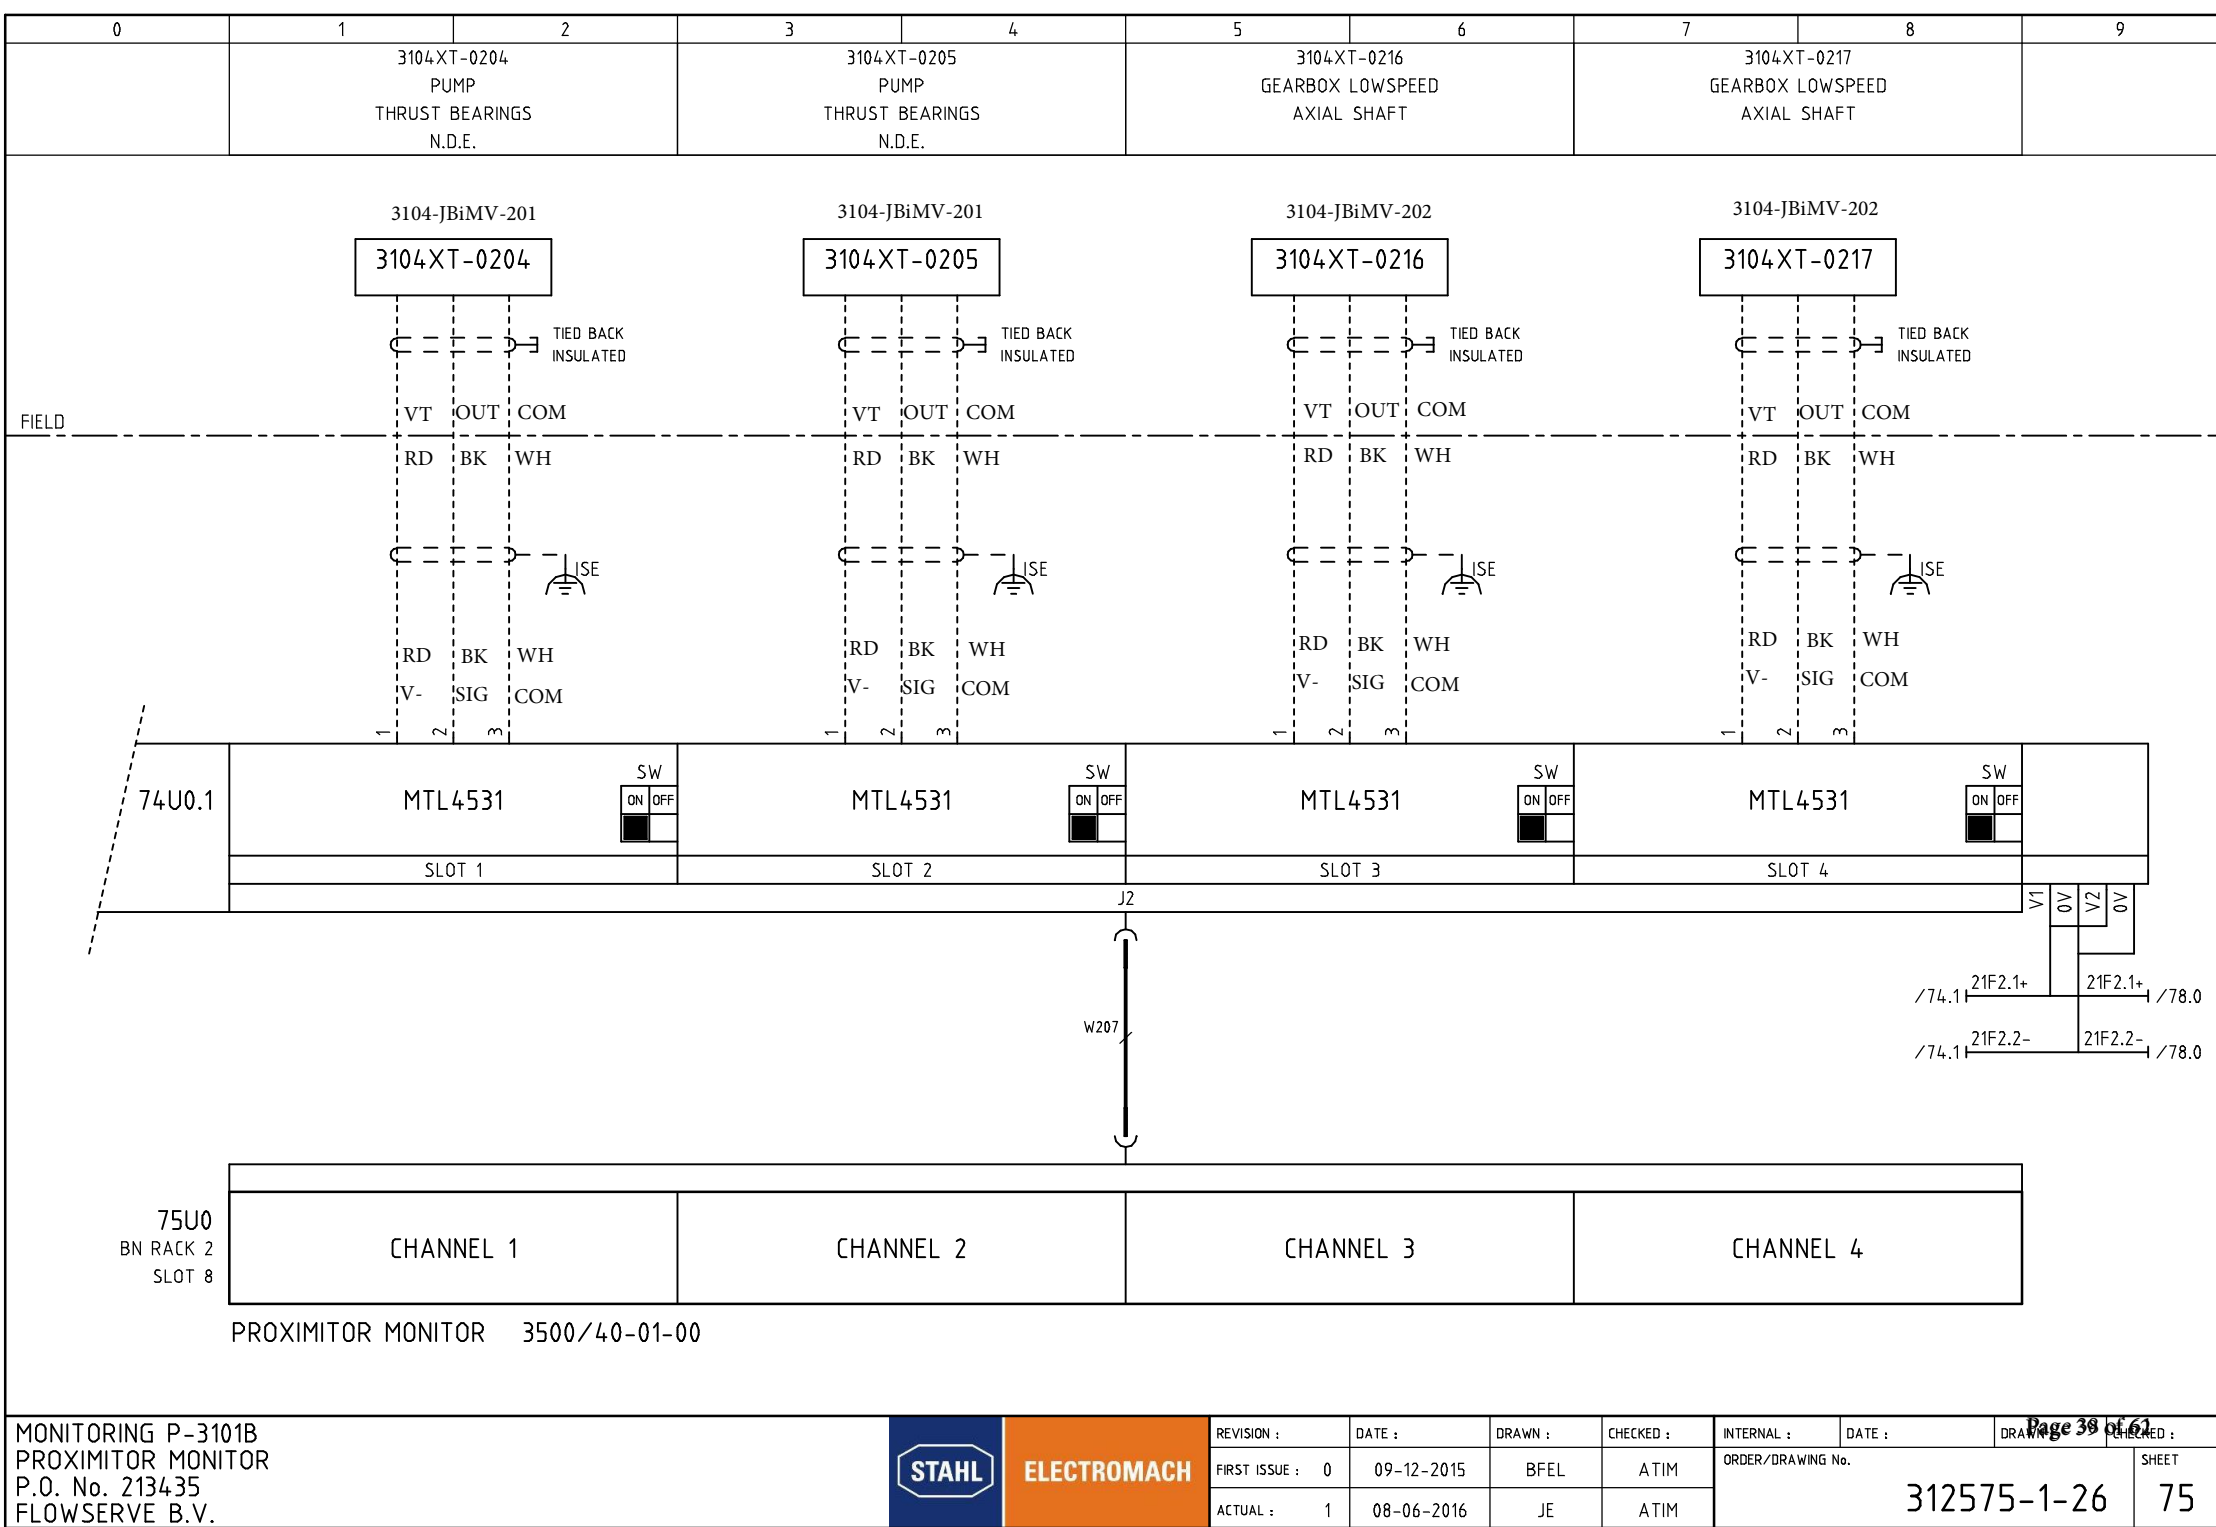 0 1 2 3 4 5 6 7 8 9
3104XT-0204 3104XT-0205 3104XT-0216 3104XT-0217
PUMP PUMP GEARBOX LOWSPEED GEARBOX LOWSPEED
THRUST BEARINGS THRUST BEARINGS AXIAL SHAFT AXIAL SHAFT
N.D.E. N.D.E.
3104-JBiMV-201 3104-JBiMV-201 3104-JBiMV-202 3104-JBiMV-202
3104XT-0204 3104XT-0205 3104XT-0216 3104XT-0217
TIED BACK TIED BACK TIED BACK TIED BACK
INSULATED INSULATED INSULATED INSULATED
VT OUT COM VT OUT COM VT OUT COM VT OUT COM
FIELD
RD BK WH RD BK WH RD BK WH RD BK WH
ISE ISE ISE ISE
RD BK WH RD BK WH RD BK WH RD BK WH
V- SIG COM V- SIG COM V- SIG COM V- SIG COM
1 2 3 1 2 3 1 2 3 1 2 3
SW SW SW SW
74U0.1 MTL4531 ON OFF MTL4531 ON OFF MTL4531 ON OFF MTL4531 ON OFF
SLOT 1 SLOT 2 SLOT 3 SLOT 4
J2 V1 0V V2 0V
/74.1 21F2.1+ 21F2.1+ /78.0
W207
/74.1 21F2.2- 21F2.2- /78.0
75U0
BN RACK 2 CHANNEL 1 CHANNEL 2 CHANNEL 3 CHANNEL 4
SLOT 8
PROXIMITOR MONITOR 3500/40-01-00
MONITORING P-3101B
PROXIMITOR MONITOR
P.O. No. 213435
FLOWSERVE B.V.
STAHL ELECTROMACH
REVISION : DATE : DRAWN : CHECKED :
FIRST ISSUE : 0 09-12-2015 BFEL ATIM
ACTUAL : 1 08-06-2016 JE ATIM
INTERNAL : DATE :
ORDER/DRAWING No. SHEET
312575-1-26 75